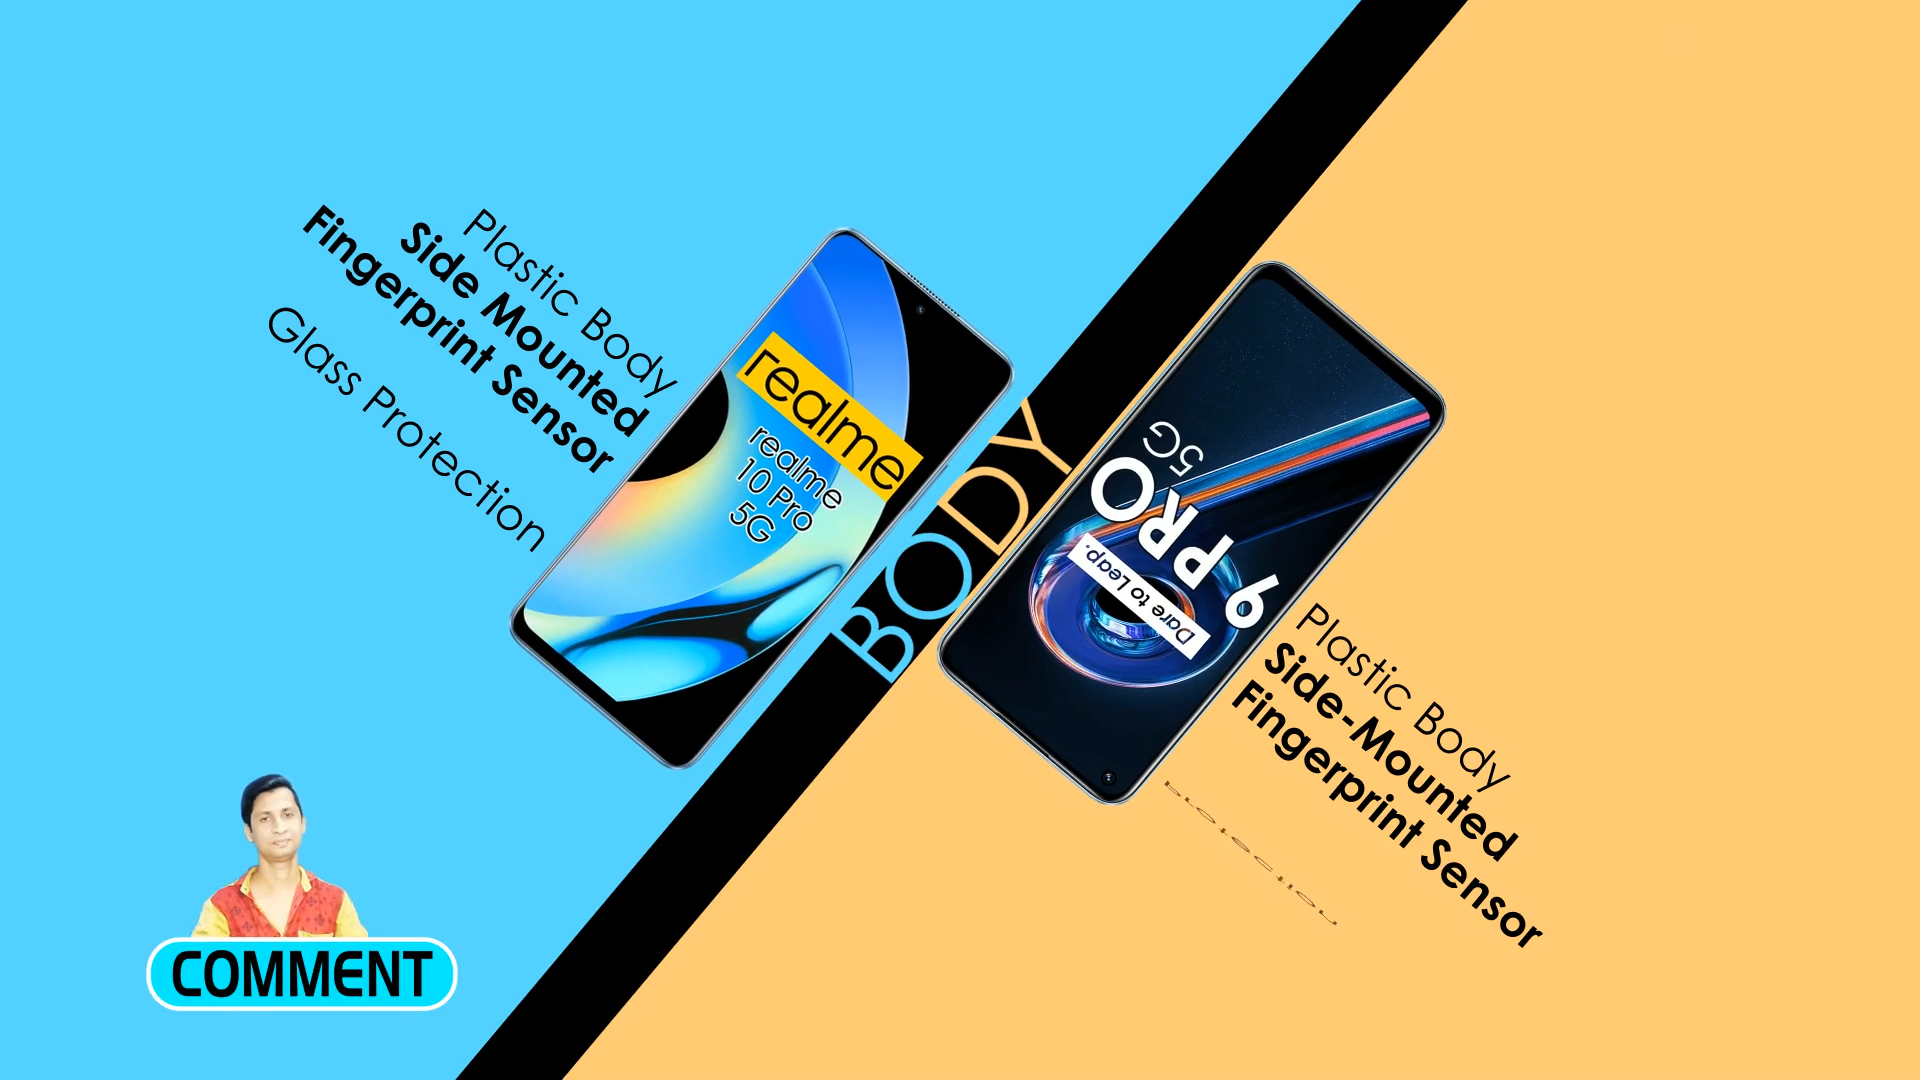 Plastic Body
Side Mounted
Fingerprint Sensor
Glass Protection
realme
realme
10 Pro
5G
BODY
9 PRO
5G
Dare to Leap.
Plastic Body
Side-Mounted
Fingerprint Sensor
COMMENT